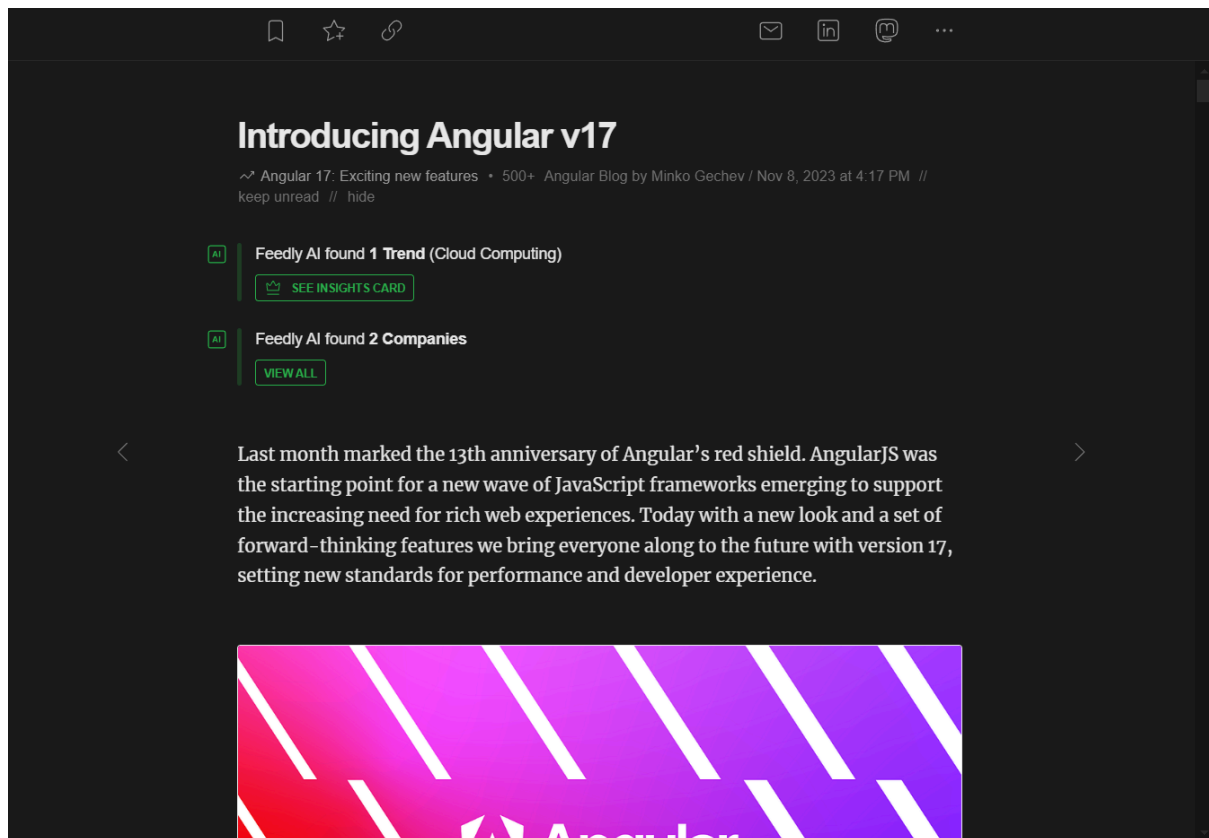 Introducing Angular v17
Angular 17: Exciting new features • 500+ Angular Blog by Minko Gechev / Nov 8, 2023 at 4:17 PM //
keep unread // hide
AI
Feedly AI found 1 Trend (Cloud Computing)
SEE INSIGHTS CARD
AI
Feedly AI found 2 Companies
VIEW ALL
Last month marked the 13th anniversary of Angular’s red shield. AngularJS was
the starting point for a new wave of JavaScript frameworks emerging to support
the increasing need for rich web experiences. Today with a new look and a set of
forward-thinking features we bring everyone along to the future with version 17,
setting new standards for performance and developer experience.
Angular